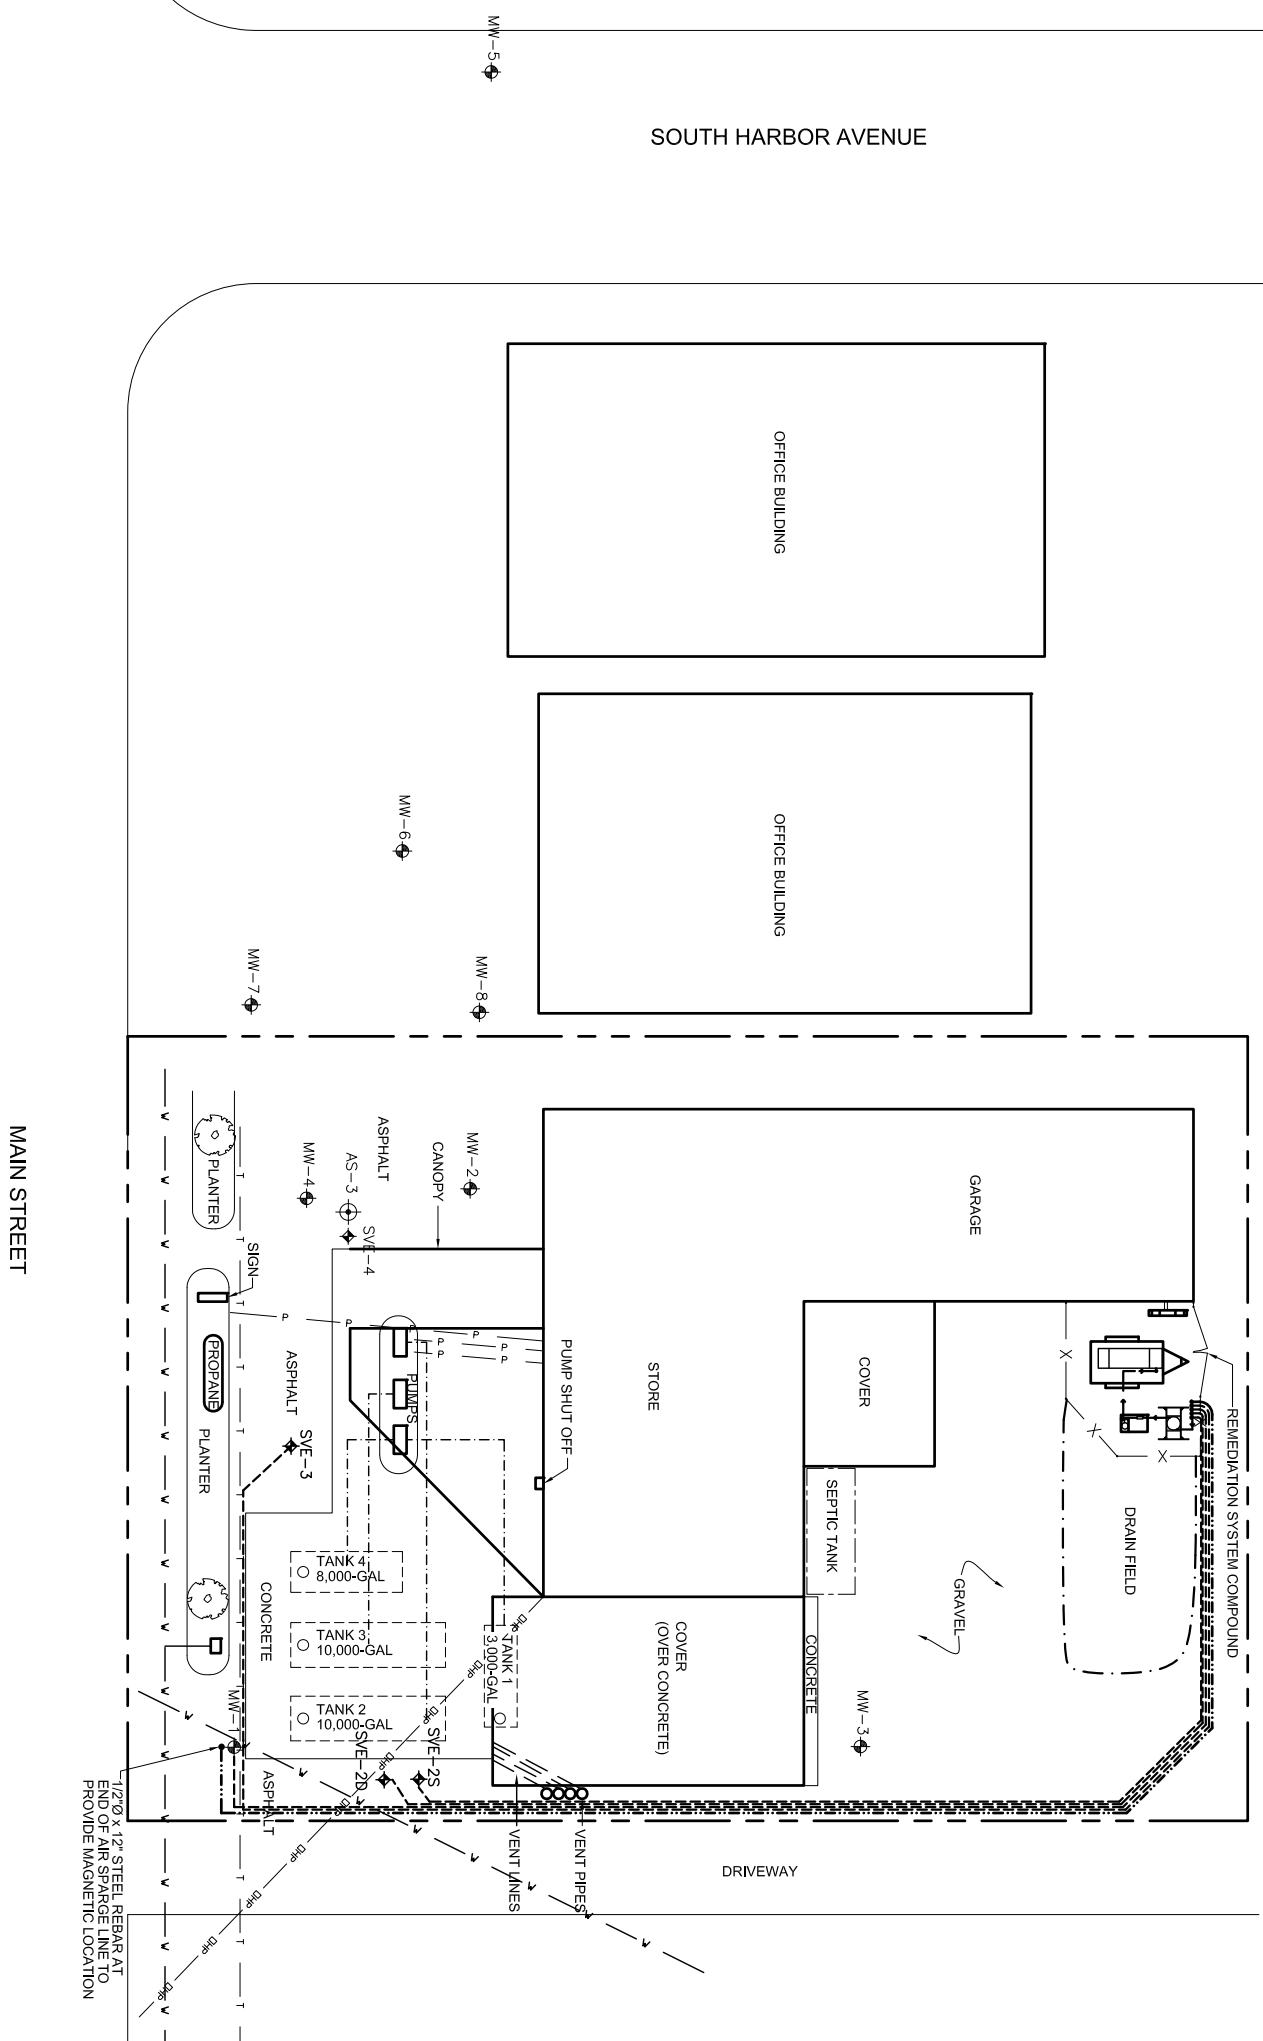 MW-5
SOUTH HARBOR AVENUE
OFFICE BUILDING
OFFICE BUILDING
MW-6
MW-7
MW-8
MAIN STREET
PLANTER
T
W
MW-4
AS-3
ASPHALT
CANOPY
MW-2
SVE-4
GARAGE
SIGN
P
PROPANE
PLANTER
ASPHALT
SVE-3
PUMPS
PUMP SHUT OFF
STORE
COVER
SEPTIC TANK
X
X
X
REMEDIATION SYSTEM COMPOUND
DRAIN FIELD
GRAVEL
CONCRETE
TANK 4
8,000-GAL
TANK 3
10,000-GAL
TANK 2
10,000-GAL
TANK 1
3,000-GAL
OHP
COVER
(OVER CONCRETE)
CONCRETE
MW-3
MW-1
SVE-2D
SVE-2S
ASPHALT
VENT LINES
VENT PIPES
DRIVEWAY
1/2"Ø x 12" STEEL REBAR AT
END OF AIR SPARGE LINE TO
PROVIDE MAGNETIC LOCATION